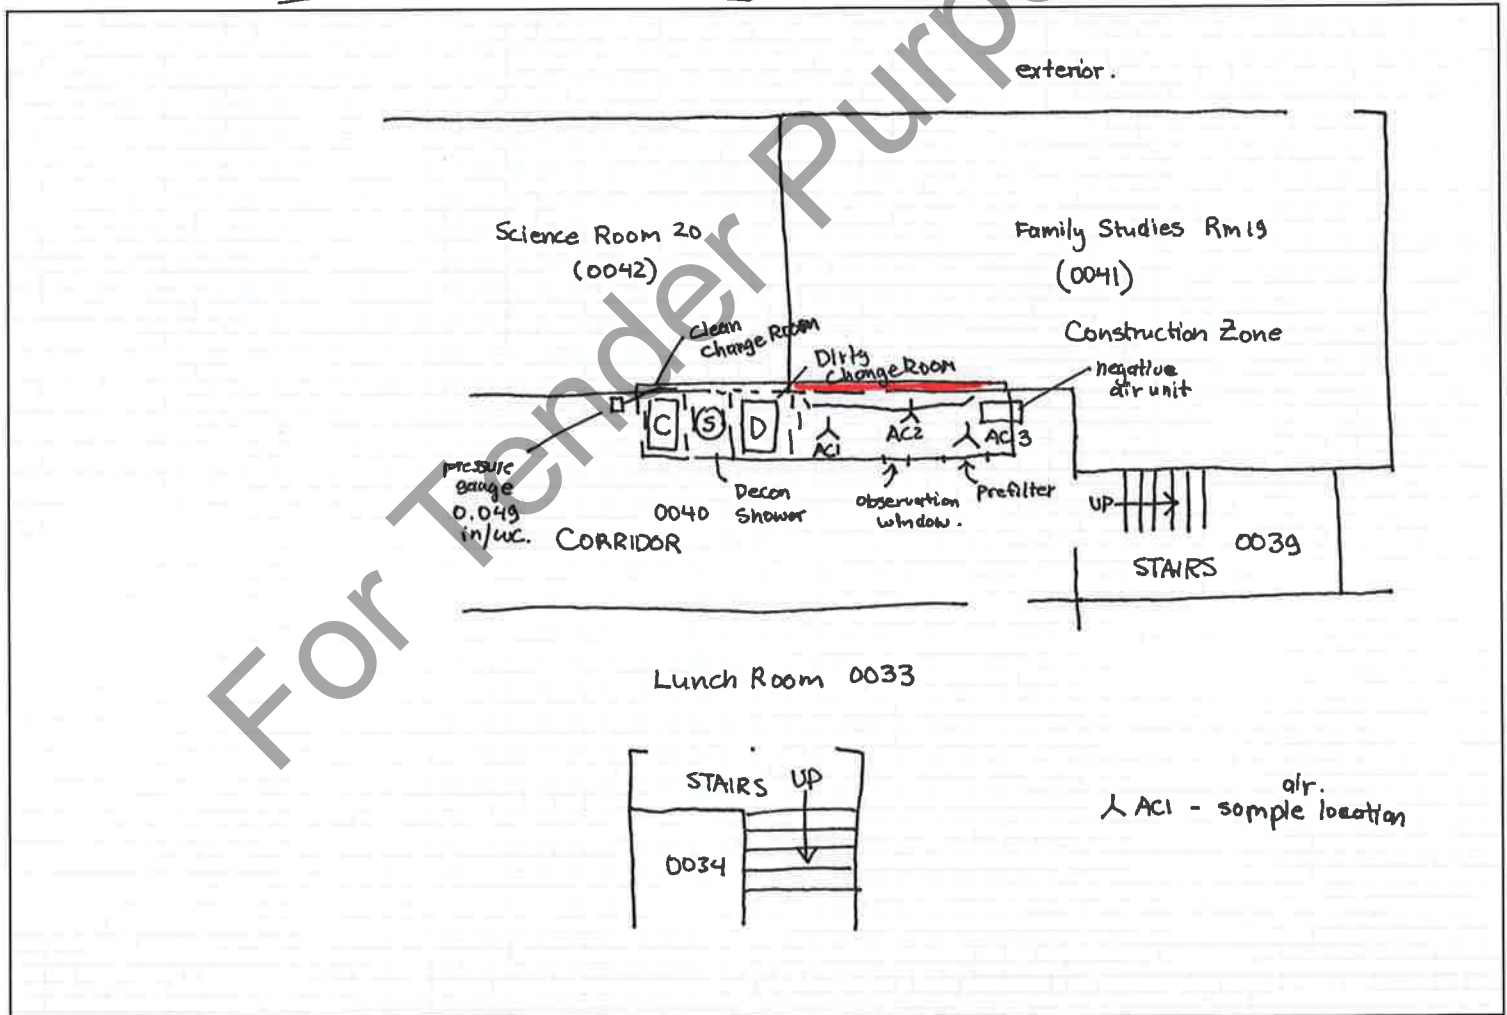 For Tender Purpo
exterior.
Science Room 20
(0042)
Family Studies Rm 19
(0041)
Construction Zone
clean
change Room
Dirty
Change Room
negative
air unit
C
S
D
AC1
AC2
AC3
pressure
gauge
0.049
in/wc.
Decon
Shower
observation
window.
prefilter
0040
CORRIDOR
UP
0039
STAIRS
Lunch Room 0033
STAIRS UP
0034
air.
AC1 - sample location